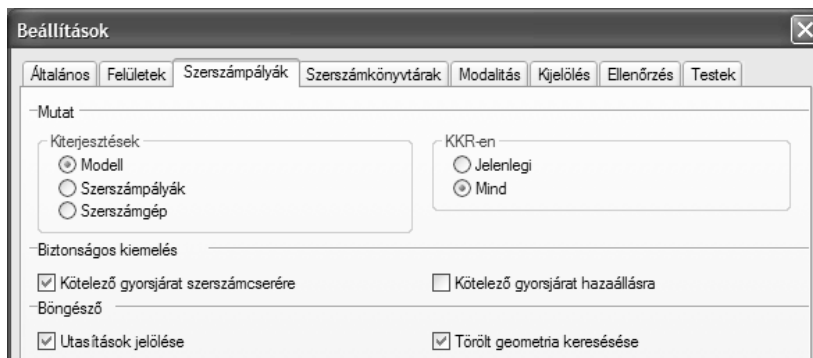 Beállítások
Általános Felületek Szerszámpályák Szerszámkönyvtárak Modalitás Kijelölés Ellenőrzés Testek
Mutat
Kiterjesztések KKR-en
Modell Jelenlegi
Szerszámpályák Mind
Szerszámgép
Biztonságos kiemelés
Kötelező gyorsjárat szerszámcserére Kötelező gyorsjárat hazaállásra
Böngésző
Utasítások jelölése Törölt geometria keresésése